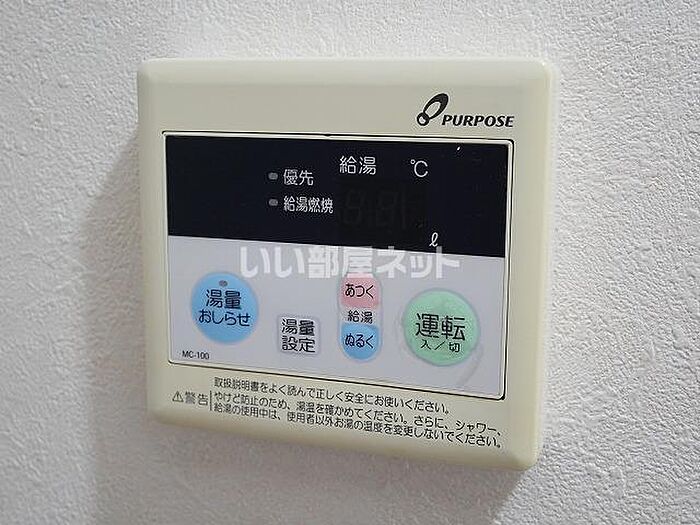 PURPOSE
給湯 ℃
優先
給湯燃焼
ℓ
いい部屋ネット
湯量
おしらせ
湯量
設定
あつく
給湯
ぬるく
運転
入/切
MC-100
⚠警告
取扱説明書をよく読んで正しく安全にお使いください。
やけど防止のため、湯温を確かめてください。さらに、シャワー、
給湯の使用中は、使用者以外お湯の温度を変更しないでください。